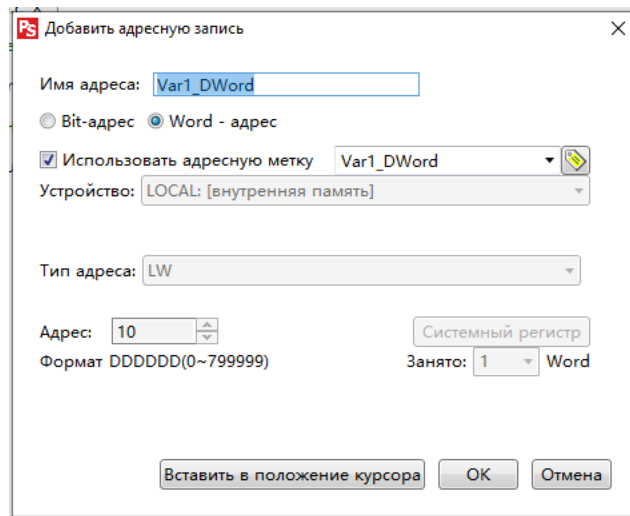 PS Добавить адресную запись
Имя адреса: Var1_DWord
Bit-адрес Word - адрес
Использовать адресную метку Var1_DWord
Устройство: LOCAL: [внутренняя память]
Тип адреса: LW
Адрес: 10 Системный регистр
Формат DDDDDD(0~799999) Занято: 1 Word
Вставить в положение курсора OK Отмена